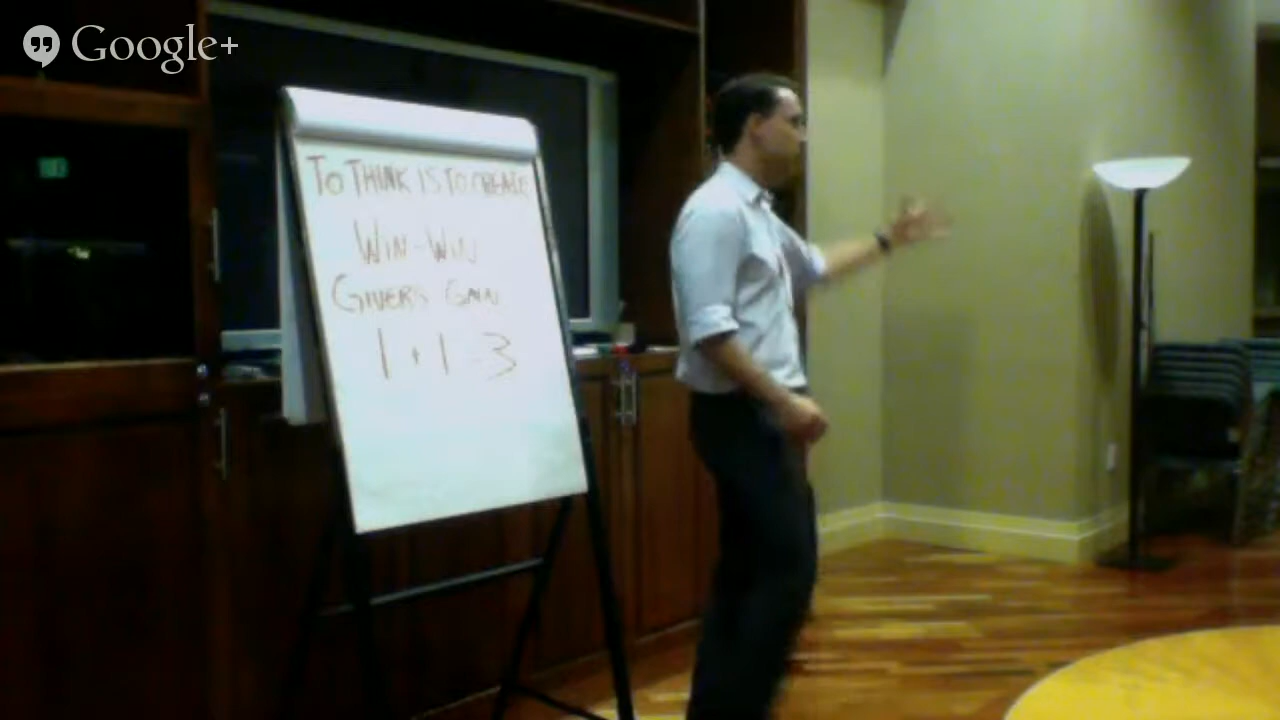 Google+
TO THINK IS TO CREATE
WIN-WIN
GIVERS GAIN
1 + 1 = 3